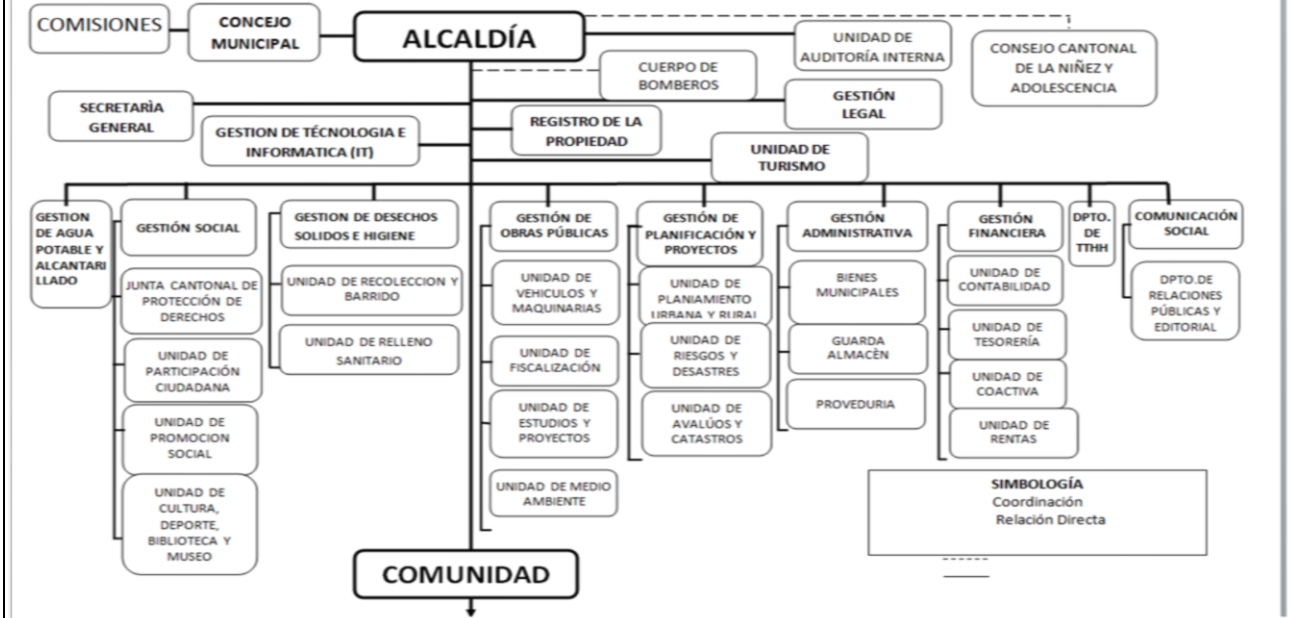 COMISIONES
CONCEJO
MUNICIPAL
ALCALDÍA
UNIDAD DE
AUDITORÍA INTERNA
CONSEJO CANTONAL
DE LA NIÑEZ Y
ADOLESCENCIA
CUERPO DE
BOMBEROS
SECRETARÌA
GENERAL
GESTIÓN
LEGAL
GESTION DE TÉCNOLOGIA E
INFORMATICA (IT)
REGISTRO DE LA
PROPIEDAD
UNIDAD DE
TURISMO
GESTION
DE AGUA
POTABLE Y
ALCANTARI
LLADO
GESTIÓN SOCIAL
JUNTA CANTONAL DE
PROTECCIÓN DE
DERECHOS
UNIDAD DE
PARTICIPACIÓN
CIUDADANA
UNIDAD DE
PROMOCION
SOCIAL
UNIDAD DE
CULTURA,
DEPORTE,
BIBLIOTECA Y
MUSEO
GESTION DE DESECHOS
SOLIDOS E HIGIENE
UNIDAD DE RECOLECCION Y
BARRIDO
UNIDAD DE RELLENO
SANITARIO
GESTIÓN DE
OBRAS PÚBLICAS
UNIDAD DE
VEHICULOS Y
MAQUINARIAS
UNIDAD DE
FISCALIZACIÓN
UNIDAD DE
ESTUDIOS Y
PROYECTOS
UNIDAD DE MEDIO
AMBIENTE
GESTIÓN DE
PLANIFICACIÓN Y
PROYECTOS
UNIDAD DE
PLANIAMIENTO
URBANA Y RURAL
UNIDAD DE
RIESGOS Y
DESASTRES
UNIDAD DE
AVALÚOS Y
CATASTROS
GESTIÓN
ADMINISTRATIVA
BIENES
MUNICIPALES
GUARDA
ALMACÈN
PROVEDURIA
GESTIÓN
FINANCIERA
UNIDAD DE
CONTABILIDAD
UNIDAD DE
TESORERÍA
UNIDAD DE
COACTIVA
UNIDAD DE
RENTAS
DPTO.
DE
TTHH
COMUNICACIÓN
SOCIAL
DPTO.DE
RELACIONES
PÚBLICAS Y
EDITORIAL
SIMBOLOGÍA
Coordinación
Relación Directa
COMUNIDAD